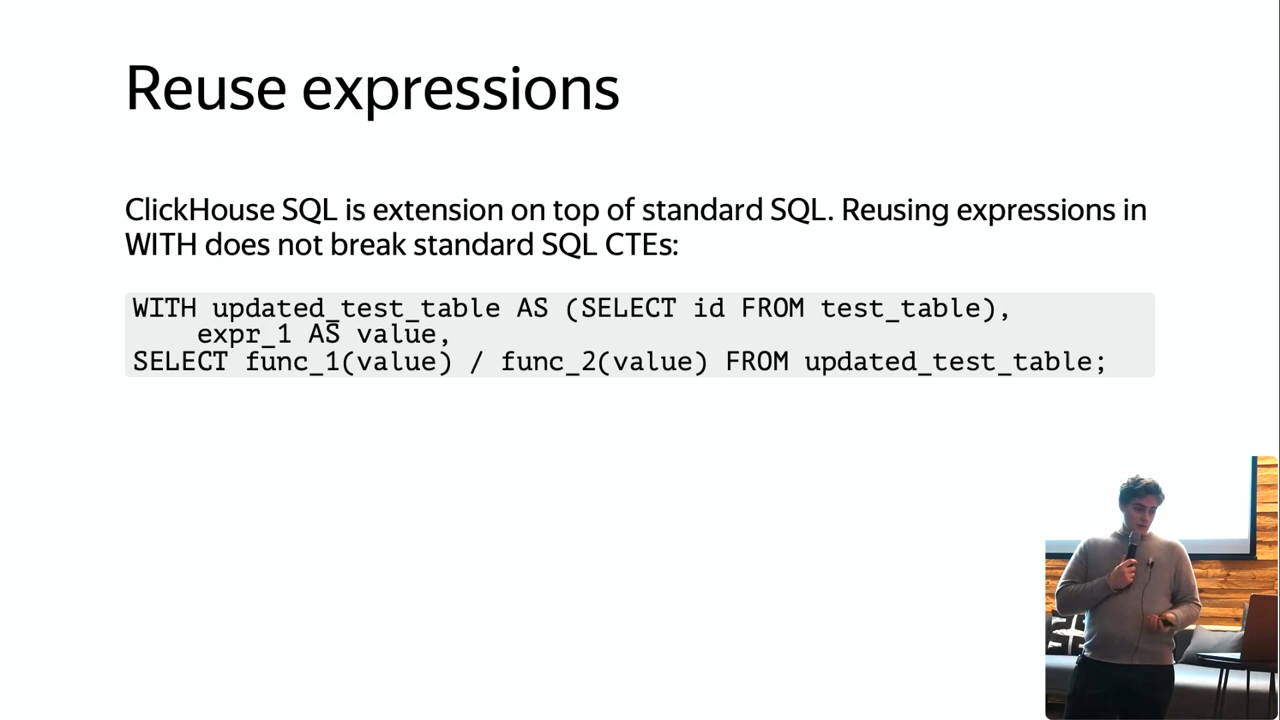 Reuse expressions
ClickHouse SQL is extension on top of standard SQL. Reusing expressions in
WITH does not break standard SQL CTEs:
WITH updated_test_table AS (SELECT id FROM test_table),
    expr_1 AS value,
SELECT func_1(value) / func_2(value) FROM updated_test_table;